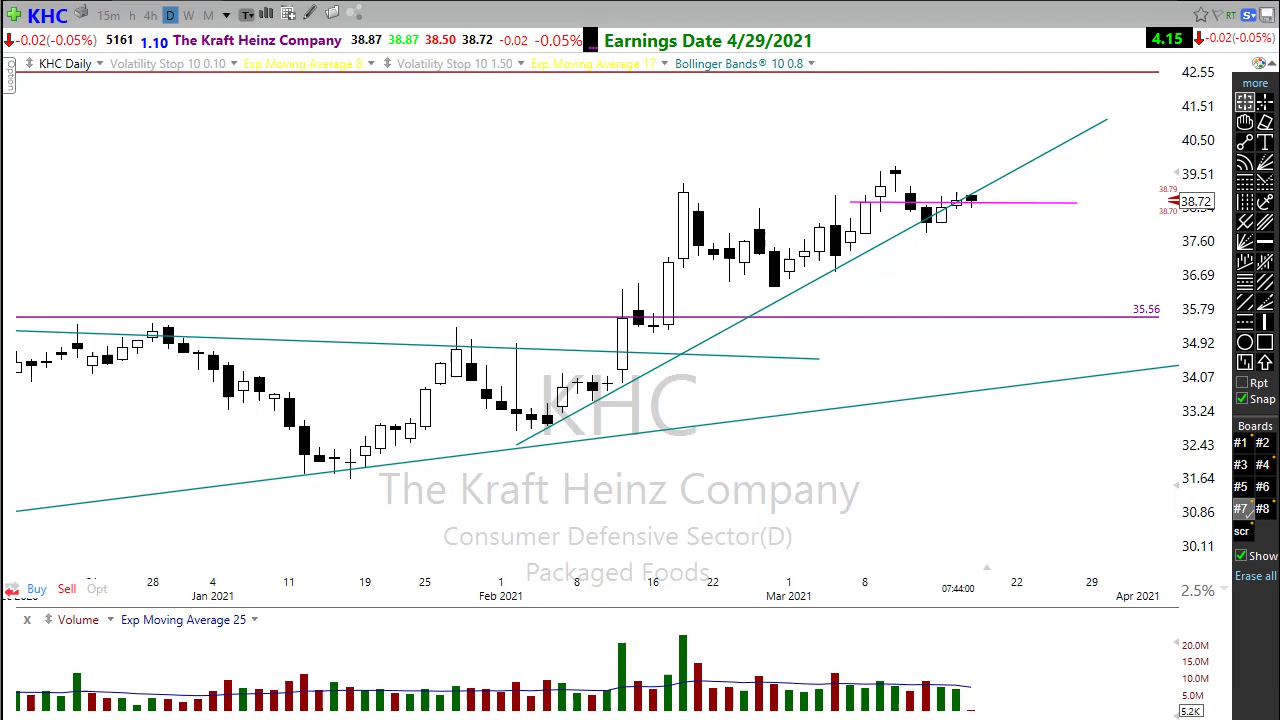 KHC 15m h 4h D W M T
-0.02(-0.05%) 5161 1.10 The Kraft Heinz Company 38.87 38.87 38.50 38.72 -0.02 -0.05% Earnings Date 4/29/2021 4.15 -0.02(-0.05%)
RT S
Option
KHC Daily Volatility Stop 10 0.10 Exp Moving Average 8 Volatility Stop 10 1.50 Exp Moving Average 17 Bollinger Bands® 10 0.8
42.55
41.51
40.50
39.51
38.79
38.72
38.70
37.60
36.69
35.79
35.56
34.92
34.07
33.24
32.43
31.64
30.86
30.11
KHC
The Kraft Heinz Company
Consumer Defensive Sector(D)
Packaged Foods
more
Rpt
Snap
Boards
#1 #2
#3 #4
#5 #6
#7 #8
scr
Show
Erase all
28 4 11 19 25 1 8 16 22 1 8 22 29
Buy Sell Opt
Jan 2021 Feb 2021 Mar 2021 07:44:00 Apr 2021
2.5%
x Volume Exp Moving Average 25
20.0M
15.0M
10.0M
5.0M
5.2K